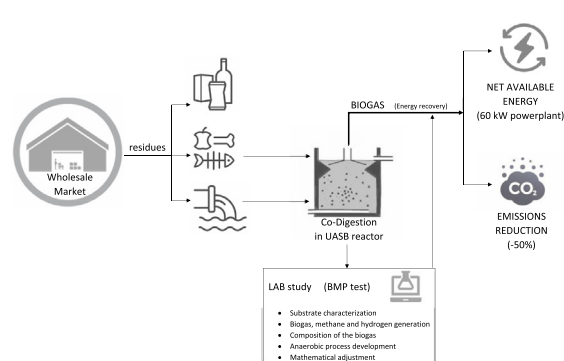 Wholesale
Market
residues
BIOGAS (Energy recovery)
NET AVAILABLE
ENERGY
(60 kW powerplant)
CO₂
EMISSIONS
REDUCTION
(-50%)
Co-Digestion
in UASB reactor
LAB study (BMP test)
• Substrate characterization
• Biogas, methane and hydrogen generation
• Composition of the biogas
• Anaerobic process development
• Mathematical adjustment